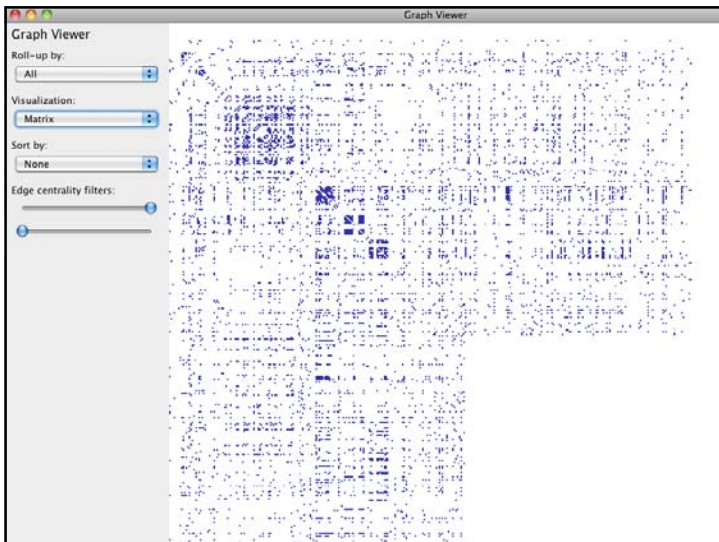 Graph Viewer
Graph Viewer
Roll-up by:
All
Visualization:
Matrix
Sort by:
None
Edge centrality filters: